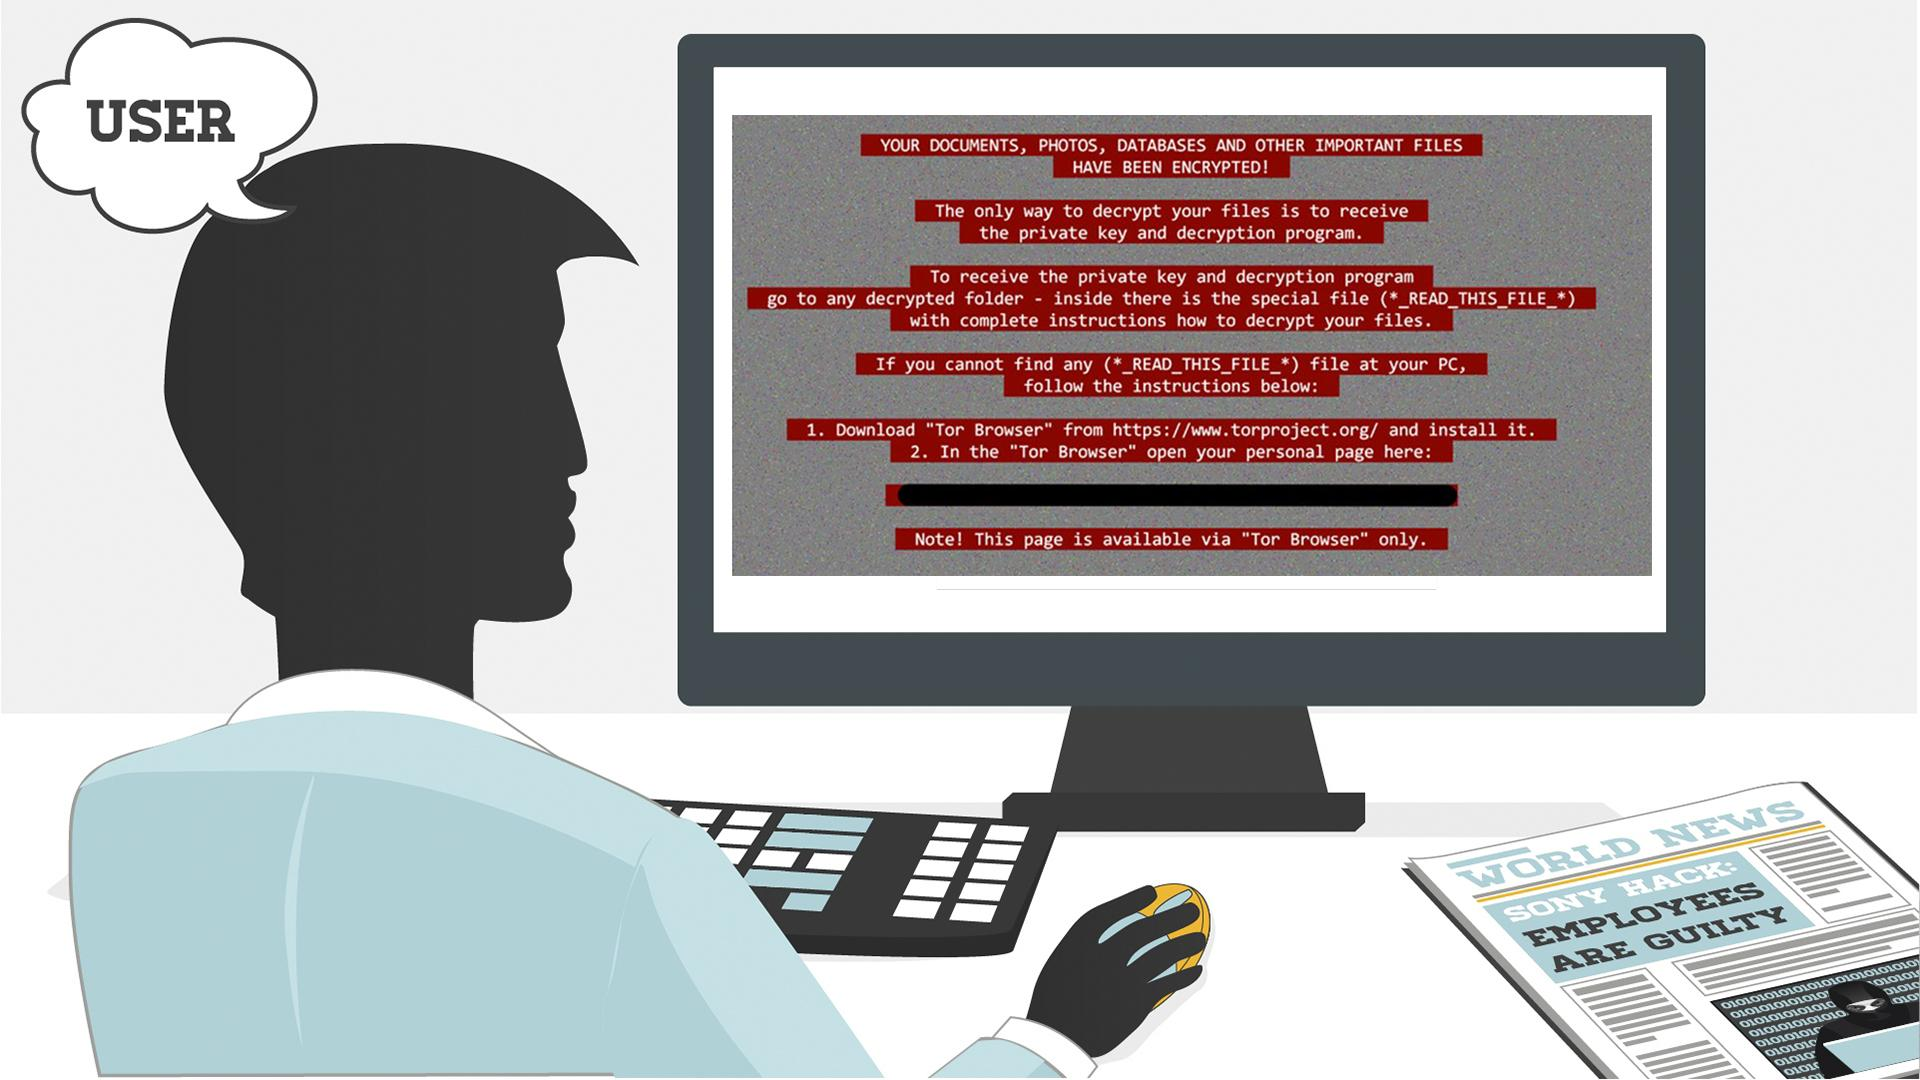 USER
YOUR DOCUMENTS, PHOTOS, DATABASES AND OTHER IMPORTANT FILES
HAVE BEEN ENCRYPTED!
The only way to decrypt your files is to receive
the private key and decryption program.
To receive the private key and decryption program
go to any decrypted folder - inside there is the special file (*_READ_THIS_FILE_*)
with complete instructions how to decrypt your files.
If you cannot find any (*_READ_THIS_FILE_*) file at your PC,
follow the instructions below:
1. Download "Tor Browser" from https://www.torproject.org/ and install it.
2. In the "Tor Browser" open your personal page here:
Note! This page is available via "Tor Browser" only.
WORLD NEWS
SONY HACK:
EMPLOYEES
ARE GUILTY